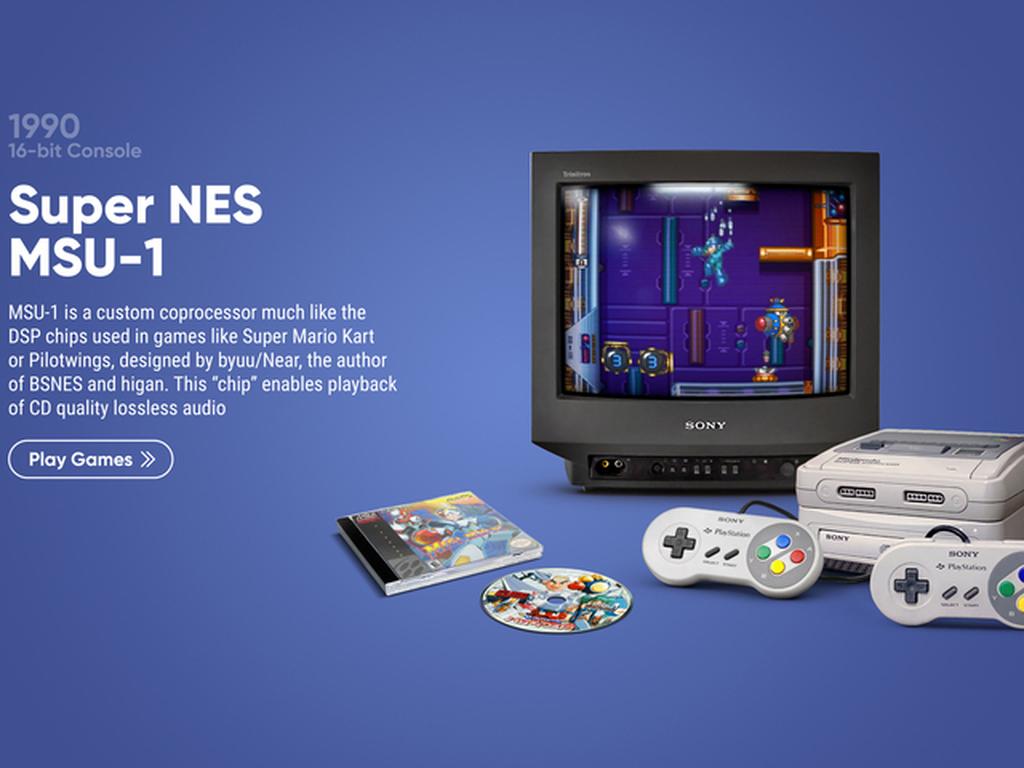 1990
16-bit Console
Super NES
MSU-1
MSU-1 is a custom coprocessor much like the
DSP chips used in games like Super Mario Kart
or Pilotwings, designed by byuu/Near, the author
of BSNES and higan. This “chip” enables playback
of CD quality lossless audio
Play Games
Trinitron
SONY
Nintendo
SONY
SONY
PlayStation
SELECT START
SONY
PlayStation
SELECT START